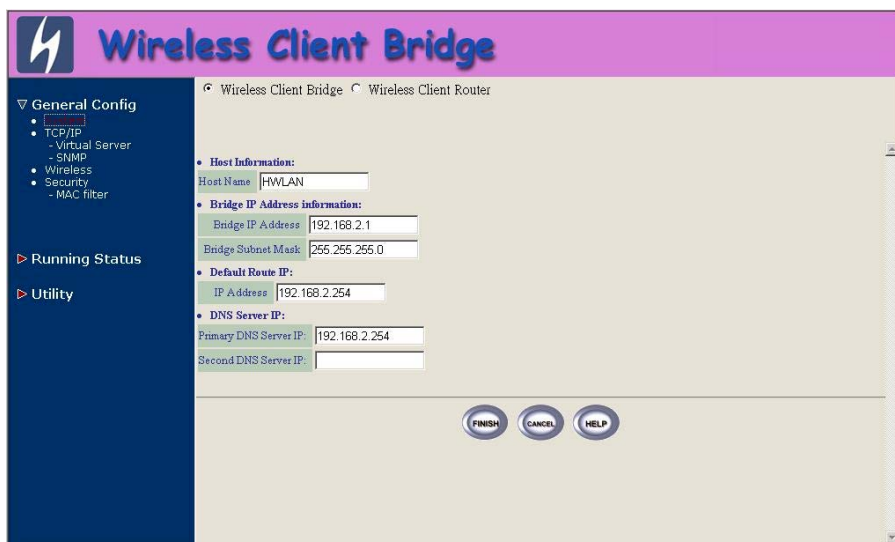 Wireless Client Bridge
Wireless Client Bridge Wireless Client Router
General Config
TCP/IP
- Virtual Server
- SNMP
Wireless
Security
- MAC filter
Running Status
Utility
Host Information:
Host Name HWLAN
Bridge IP Address information:
Bridge IP Address 192.168.2.1
Bridge Subnet Mask 255.255.255.0
Default Route IP:
IP Address 192.168.2.254
DNS Server IP:
Primary DNS Server IP: 192.168.2.254
Second DNS Server IP:
FINISH CANCEL HELP